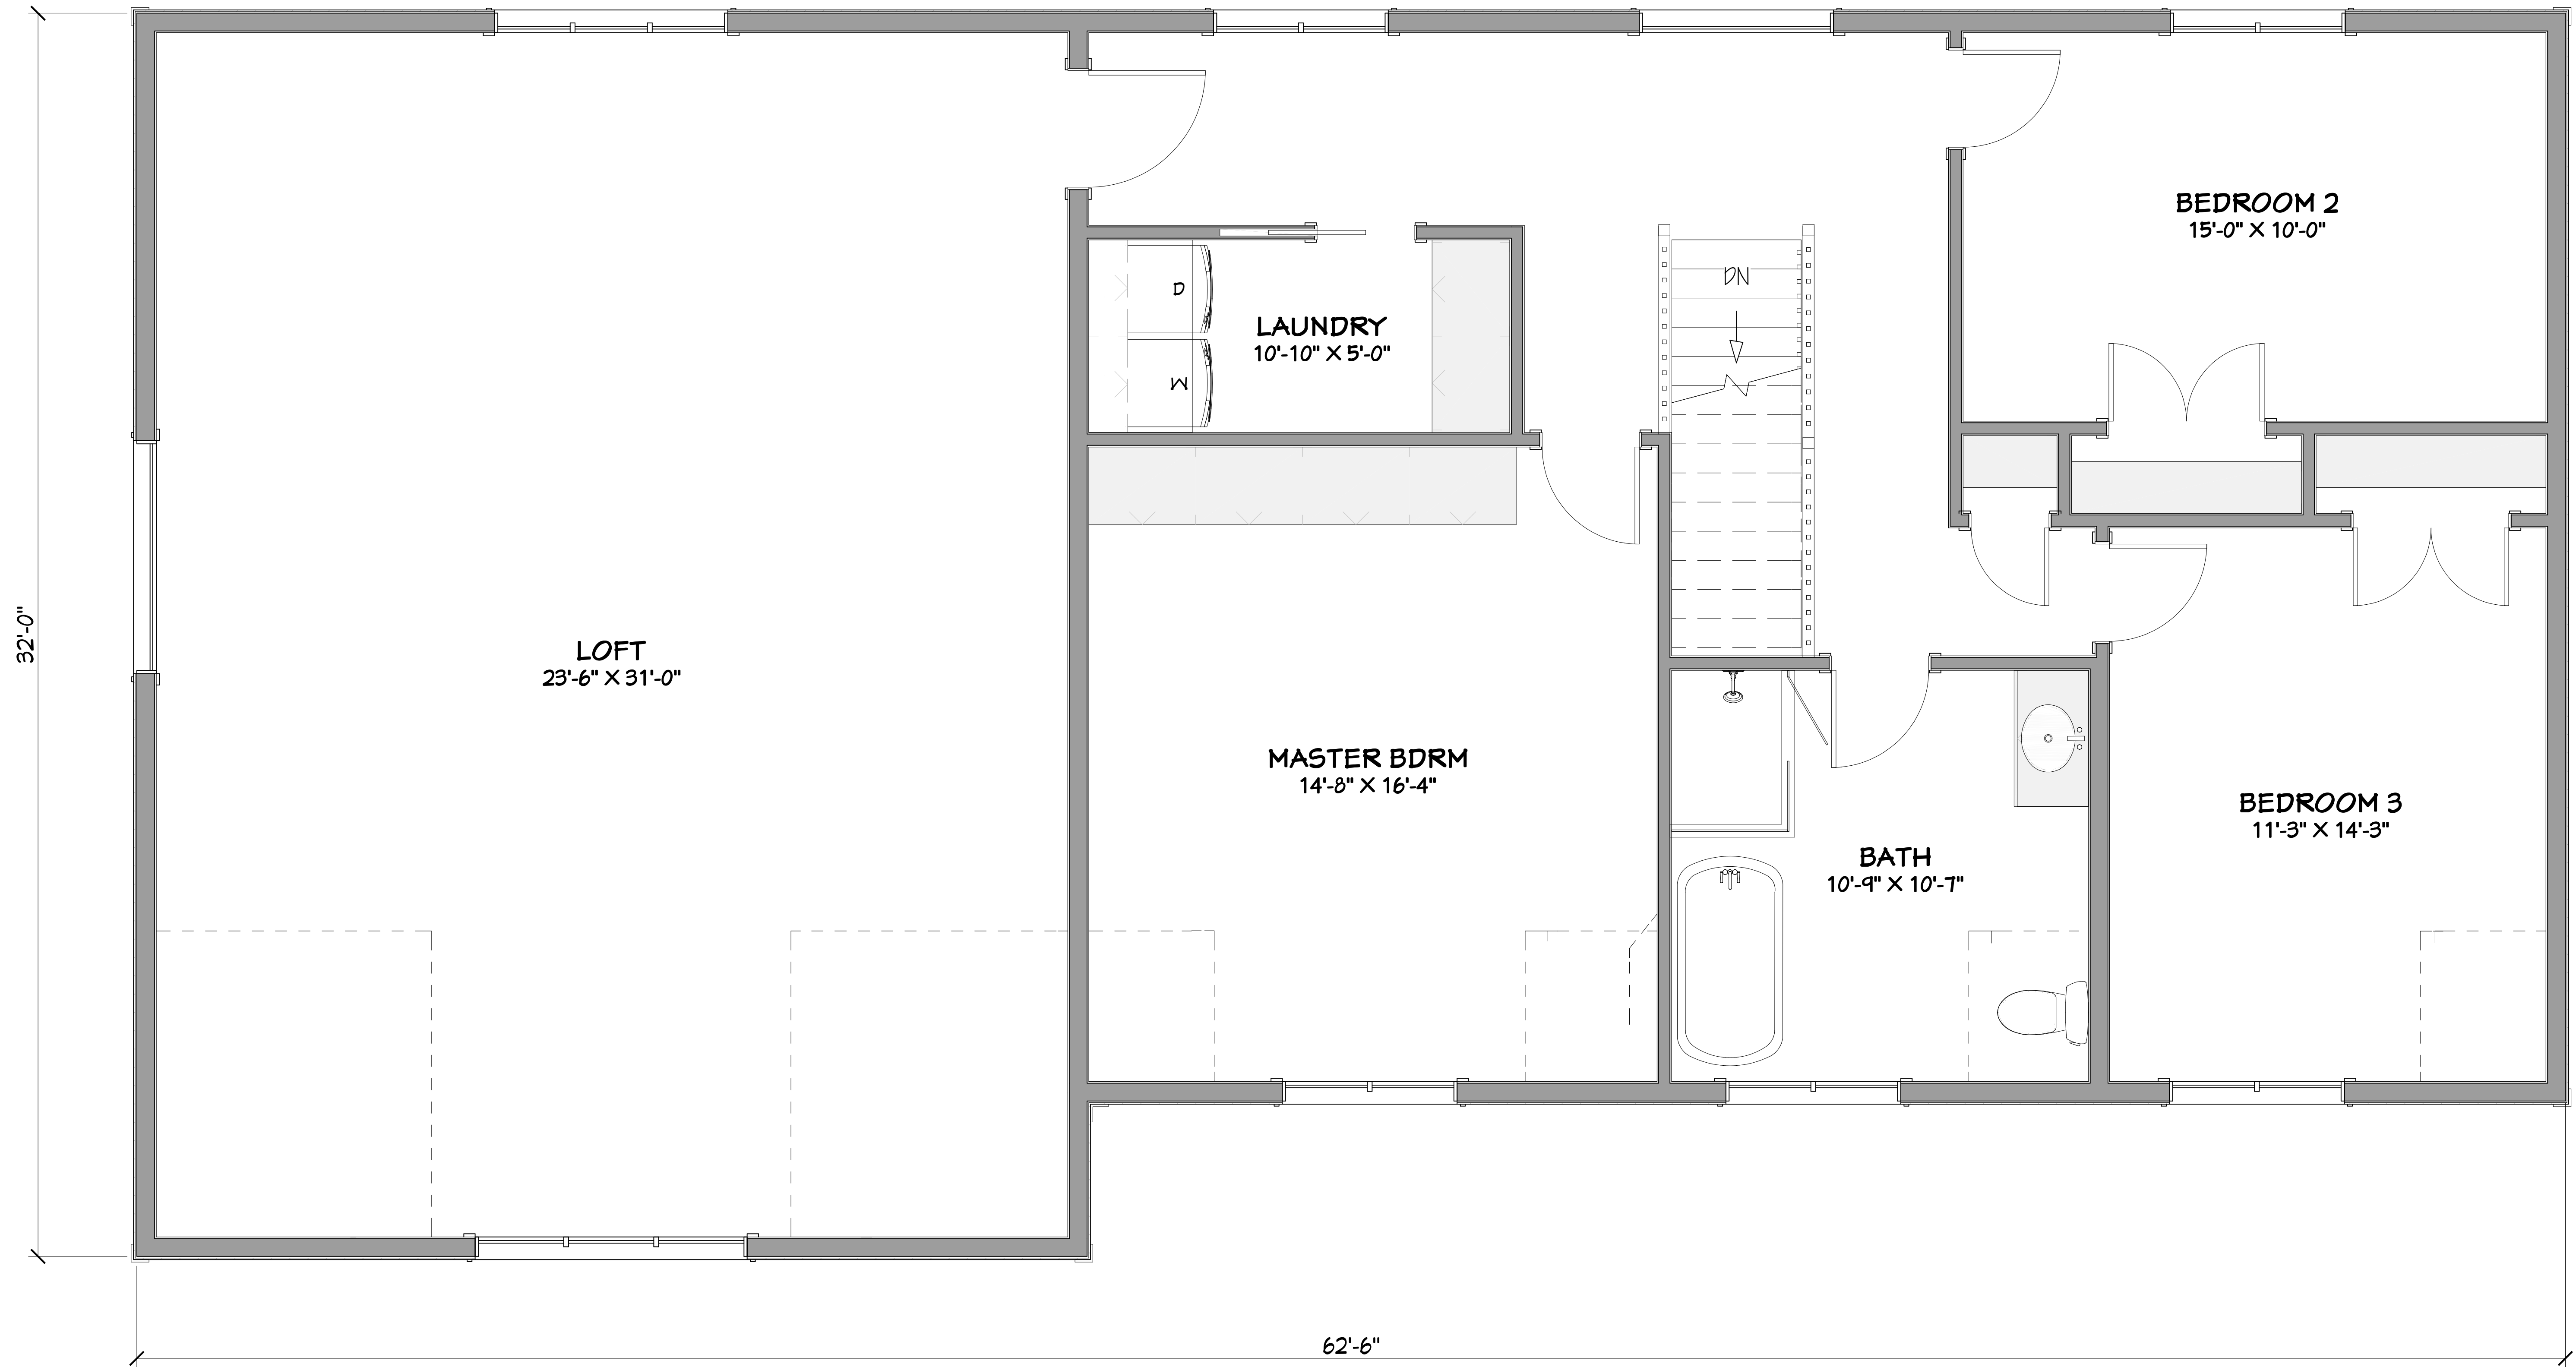 BEDROOM 2
15'-0" X 10'-0"
DN
D
LAUNDRY
10'-10" X 5'-0"
W
32'-0"
LOFT
23'-6" X 31'-0"
MASTER BDRM
14'-8" X 16'-4"
BEDROOM 3
11'-3" X 14'-3"
BATH
10'-9" X 10'-7"
62'-6"